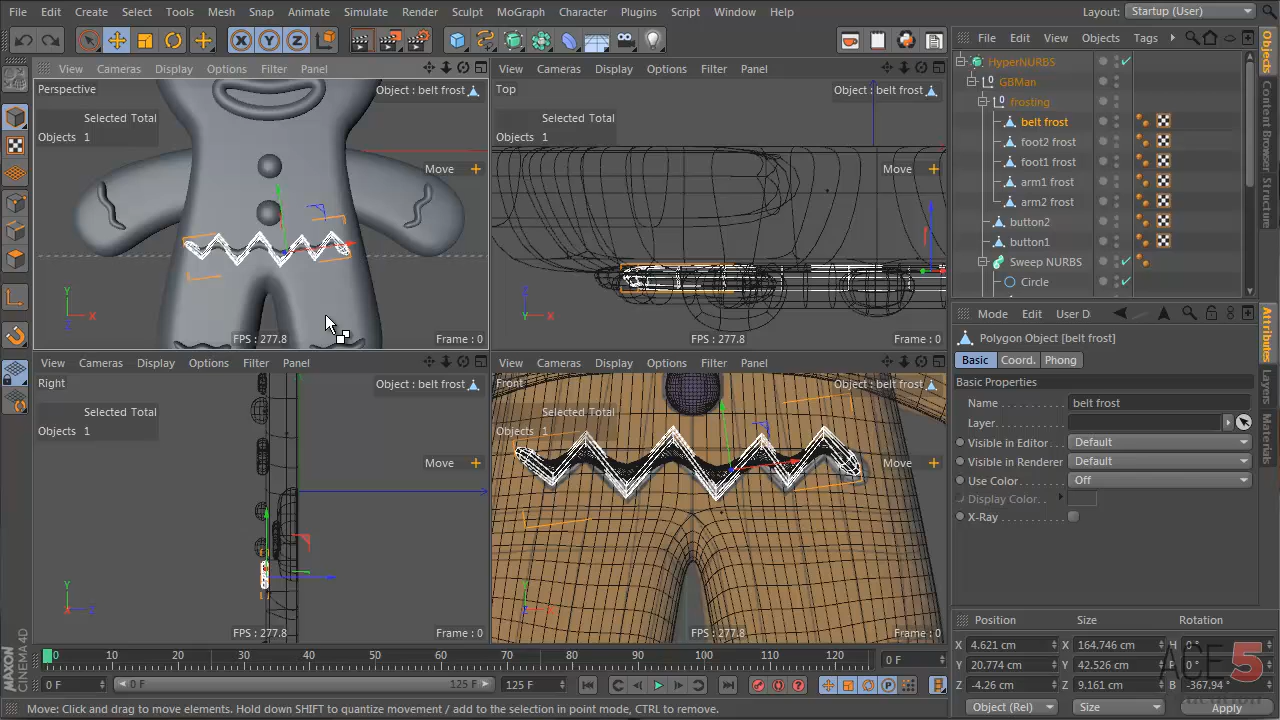 File Edit Create Select Tools Mesh Snap Animate Simulate Render Sculpt MoGraph Character Plugins Script Window Help Layout: Startup (User)
View Cameras Display Options Filter Panel
View Cameras Display Options Filter Panel
File Edit View Objects Tags
Perspective Object : belt frost
Selected Total
Objects 1
Move
FPS : 277.8 Frame : 0
Top Object : belt frost
Selected Total
Objects 1
Move
FPS : 277.8 Frame : 0
HyperNURBS
GBMan
frosting
belt frost
foot2 frost
foot1 frost
arm1 frost
arm2 frost
button2
button1
Sweep NURBS
Circle
Objects
Content Browser
Structure
View Cameras Display Options Filter Panel
View Cameras Display Options Filter Panel
Right Object : belt frost
Selected Total
Objects 1
Move
FPS : 277.8 Frame : 0
Front Object : belt frost
Selected Total
Objects 1
Move
FPS : 277.8 Frame : 0
Mode Edit User D
Polygon Object [belt frost]
Basic Coord. Phong
Basic Properties
Name belt frost
Layer
Visible in Editor Default
Visible in Renderer Default
Use Color Off
Display Color
X-Ray
Attributes
Layers
Materials
0 10 20 30 40 50 60 70 80 90 100 110 120 0 F
0 F 0 F 125 F 125 F
Position Size Rotation
X 4.621 cm X 164.746 cm H 0 °
Y 20.774 cm Y 42.526 cm P 0 °
Z -4.26 cm Z 9.161 cm B -367.94 °
Object (Rel) Size Apply
MAXON
CINEMA4D
Move: Click and drag to move elements. Hold down SHIFT to quantize movement / add to the selection in point mode, CTRL to remove.